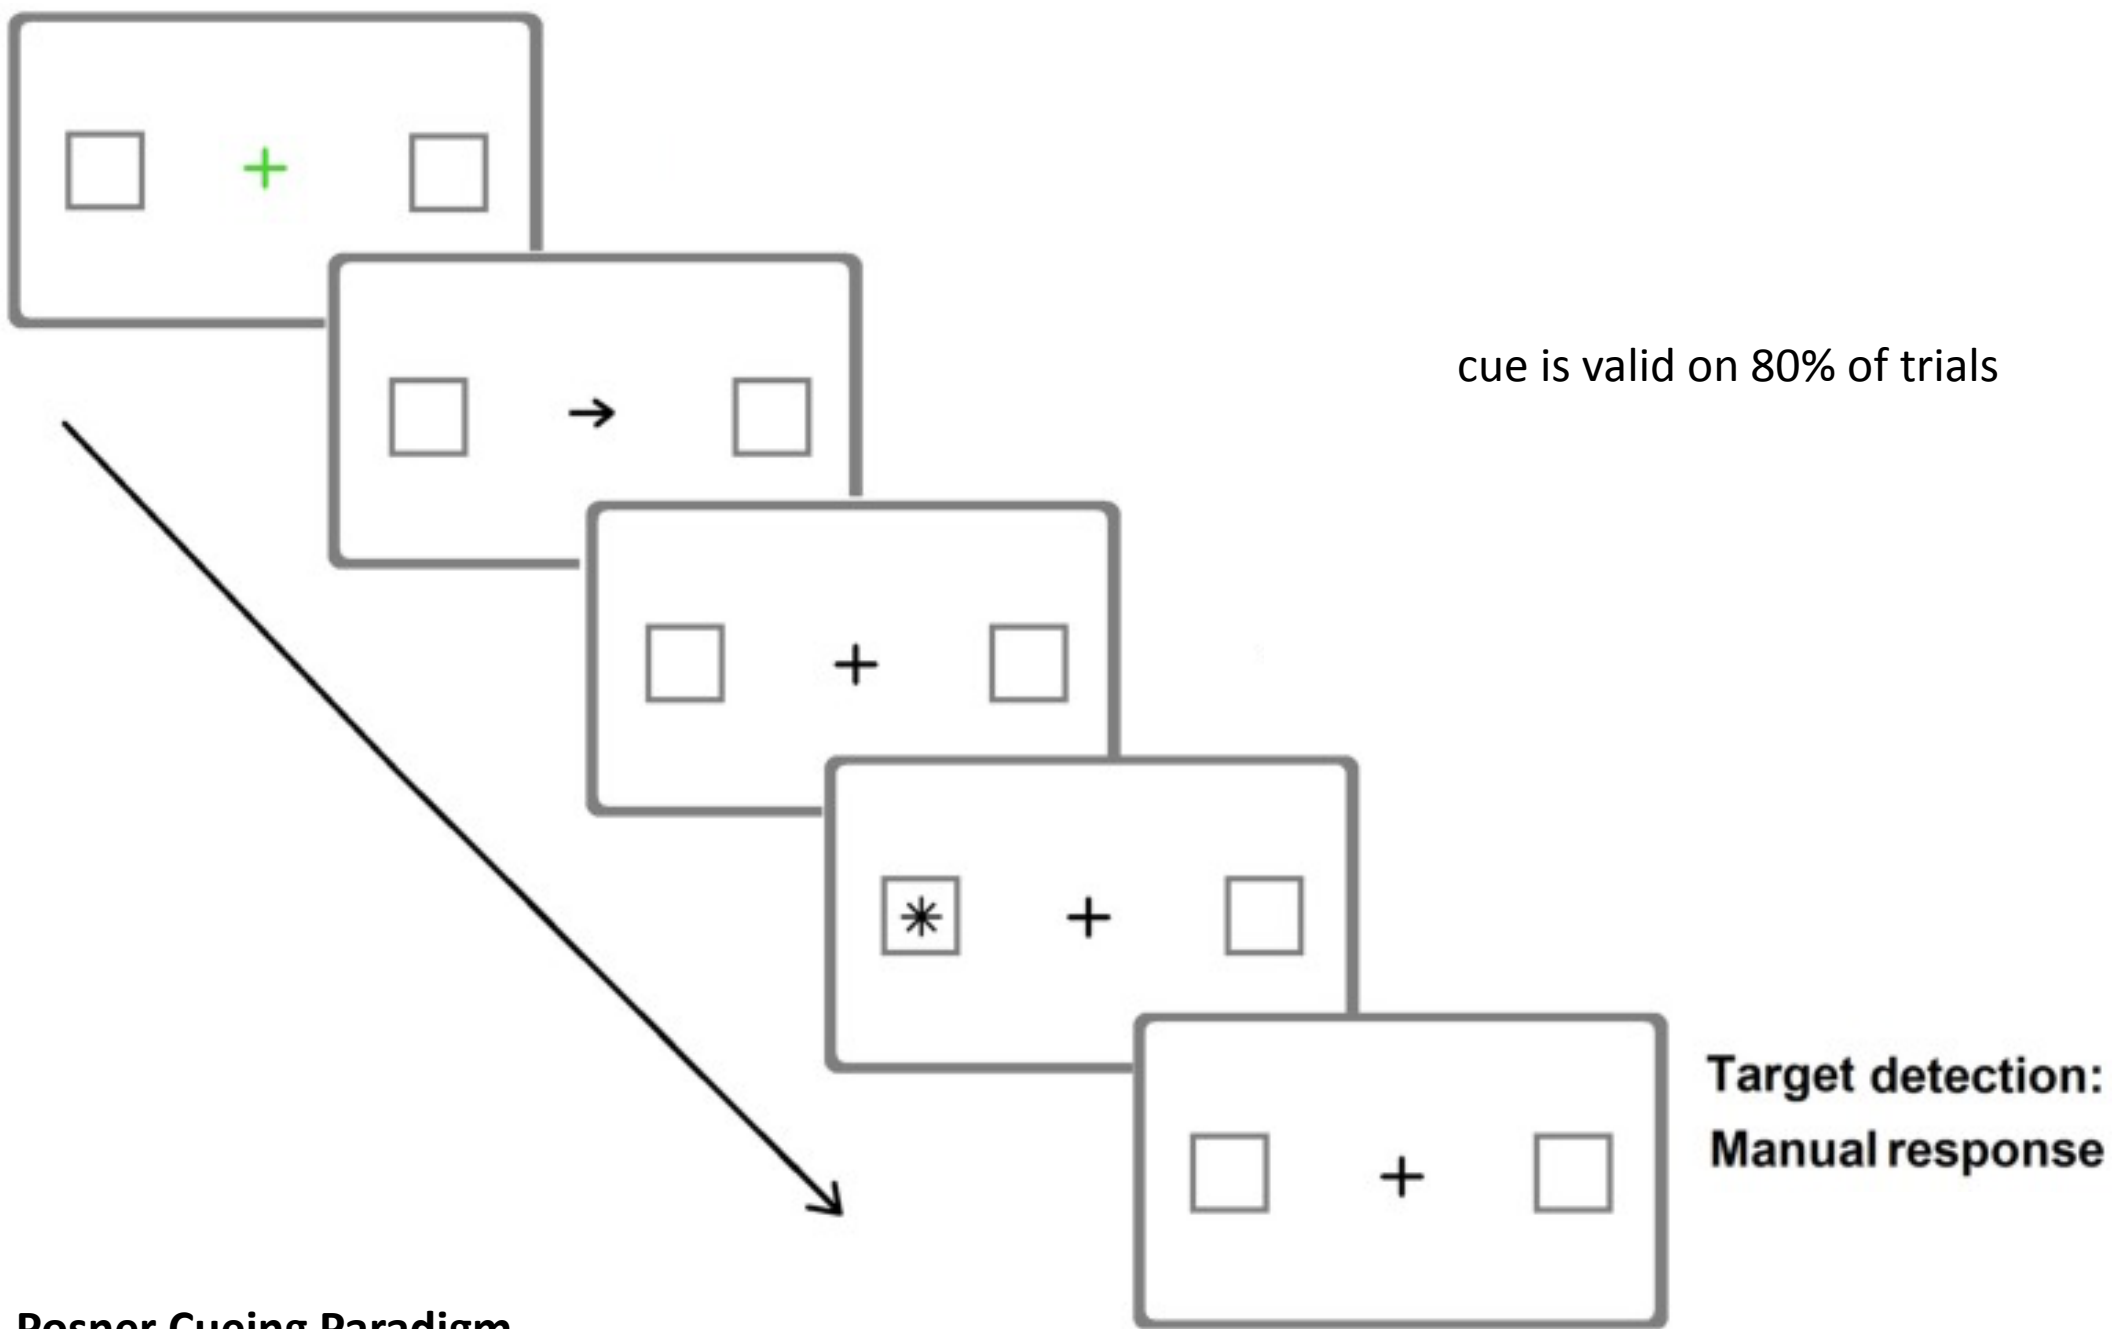 cue is valid on 80% of trials
Target detection:
Manual response
Posner Cueing Paradigm